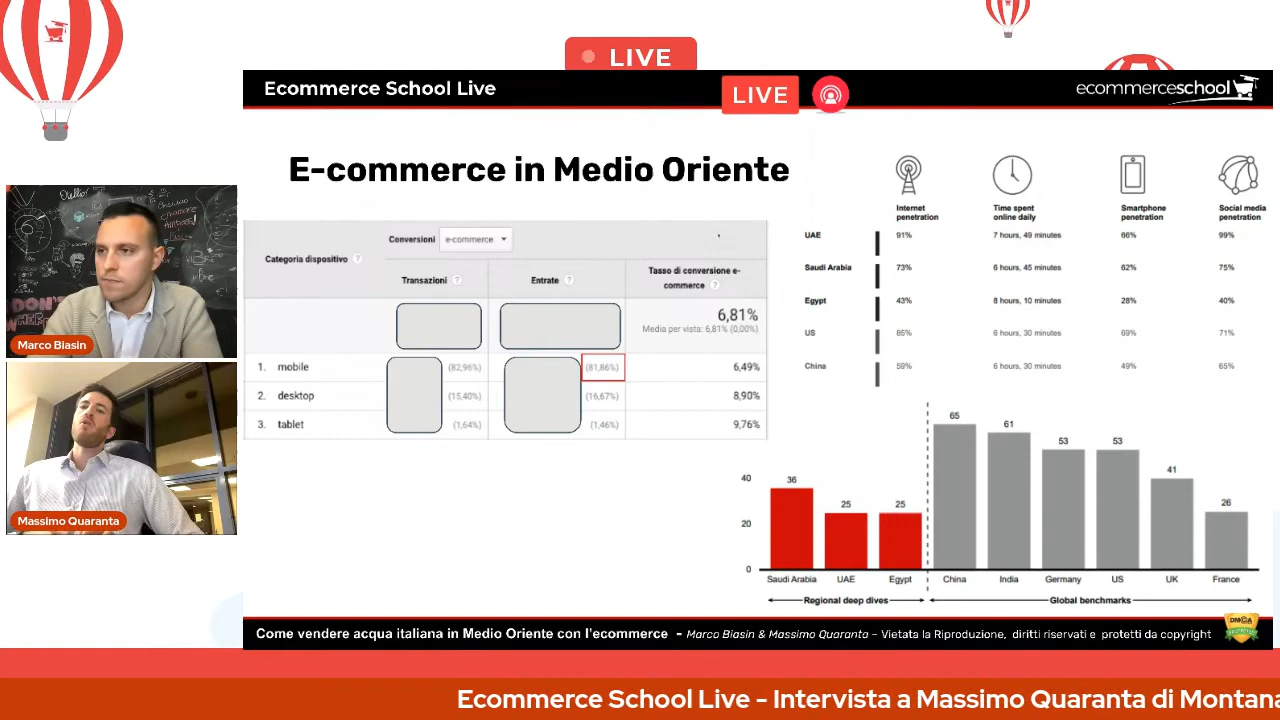 LIVE
Ecommerce School Live
LIVE
ecommerceschool
E-commerce in Medio Oriente
Conversioni e-commerce
Categoria dispositivo ?
Transazioni ?
Entrate ?
Tasso di conversione e-
commerce ?
6,81%
Media per vista: 6,81% (0,00%)
1. mobile (82,96%) (81,86%) 6,49%
2. desktop (15,40%) (16,67%) 8,90%
3. tablet (1,64%) (1,46%) 9,76%
Internet
penetration
Time spent
online daily
Smartphone
penetration
Social media
penetration
UAE 91% 7 hours, 49 minutes 66% 99%
Saudi Arabia 73% 6 hours, 45 minutes 62% 75%
Egypt 43% 8 hours, 10 minutes 28% 40%
US 85% 6 hours, 30 minutes 69% 71%
China 59% 6 hours, 30 minutes 49% 65%
40
20
0
36
25
25
65
61
53
53
41
26
Saudi Arabia UAE Egypt China India Germany US UK France
Regional deep dives Global benchmarks
Marco Biasin
Massimo Quaranta
Come vendere acqua italiana in Medio Oriente con l'ecommerce - Marco Biasin & Massimo Quaranta - Vietata la Riproduzione, diritti riservati e protetti da copyright
DMCA
Ecommerce School Live - Intervista a Massimo Quaranta di Montana